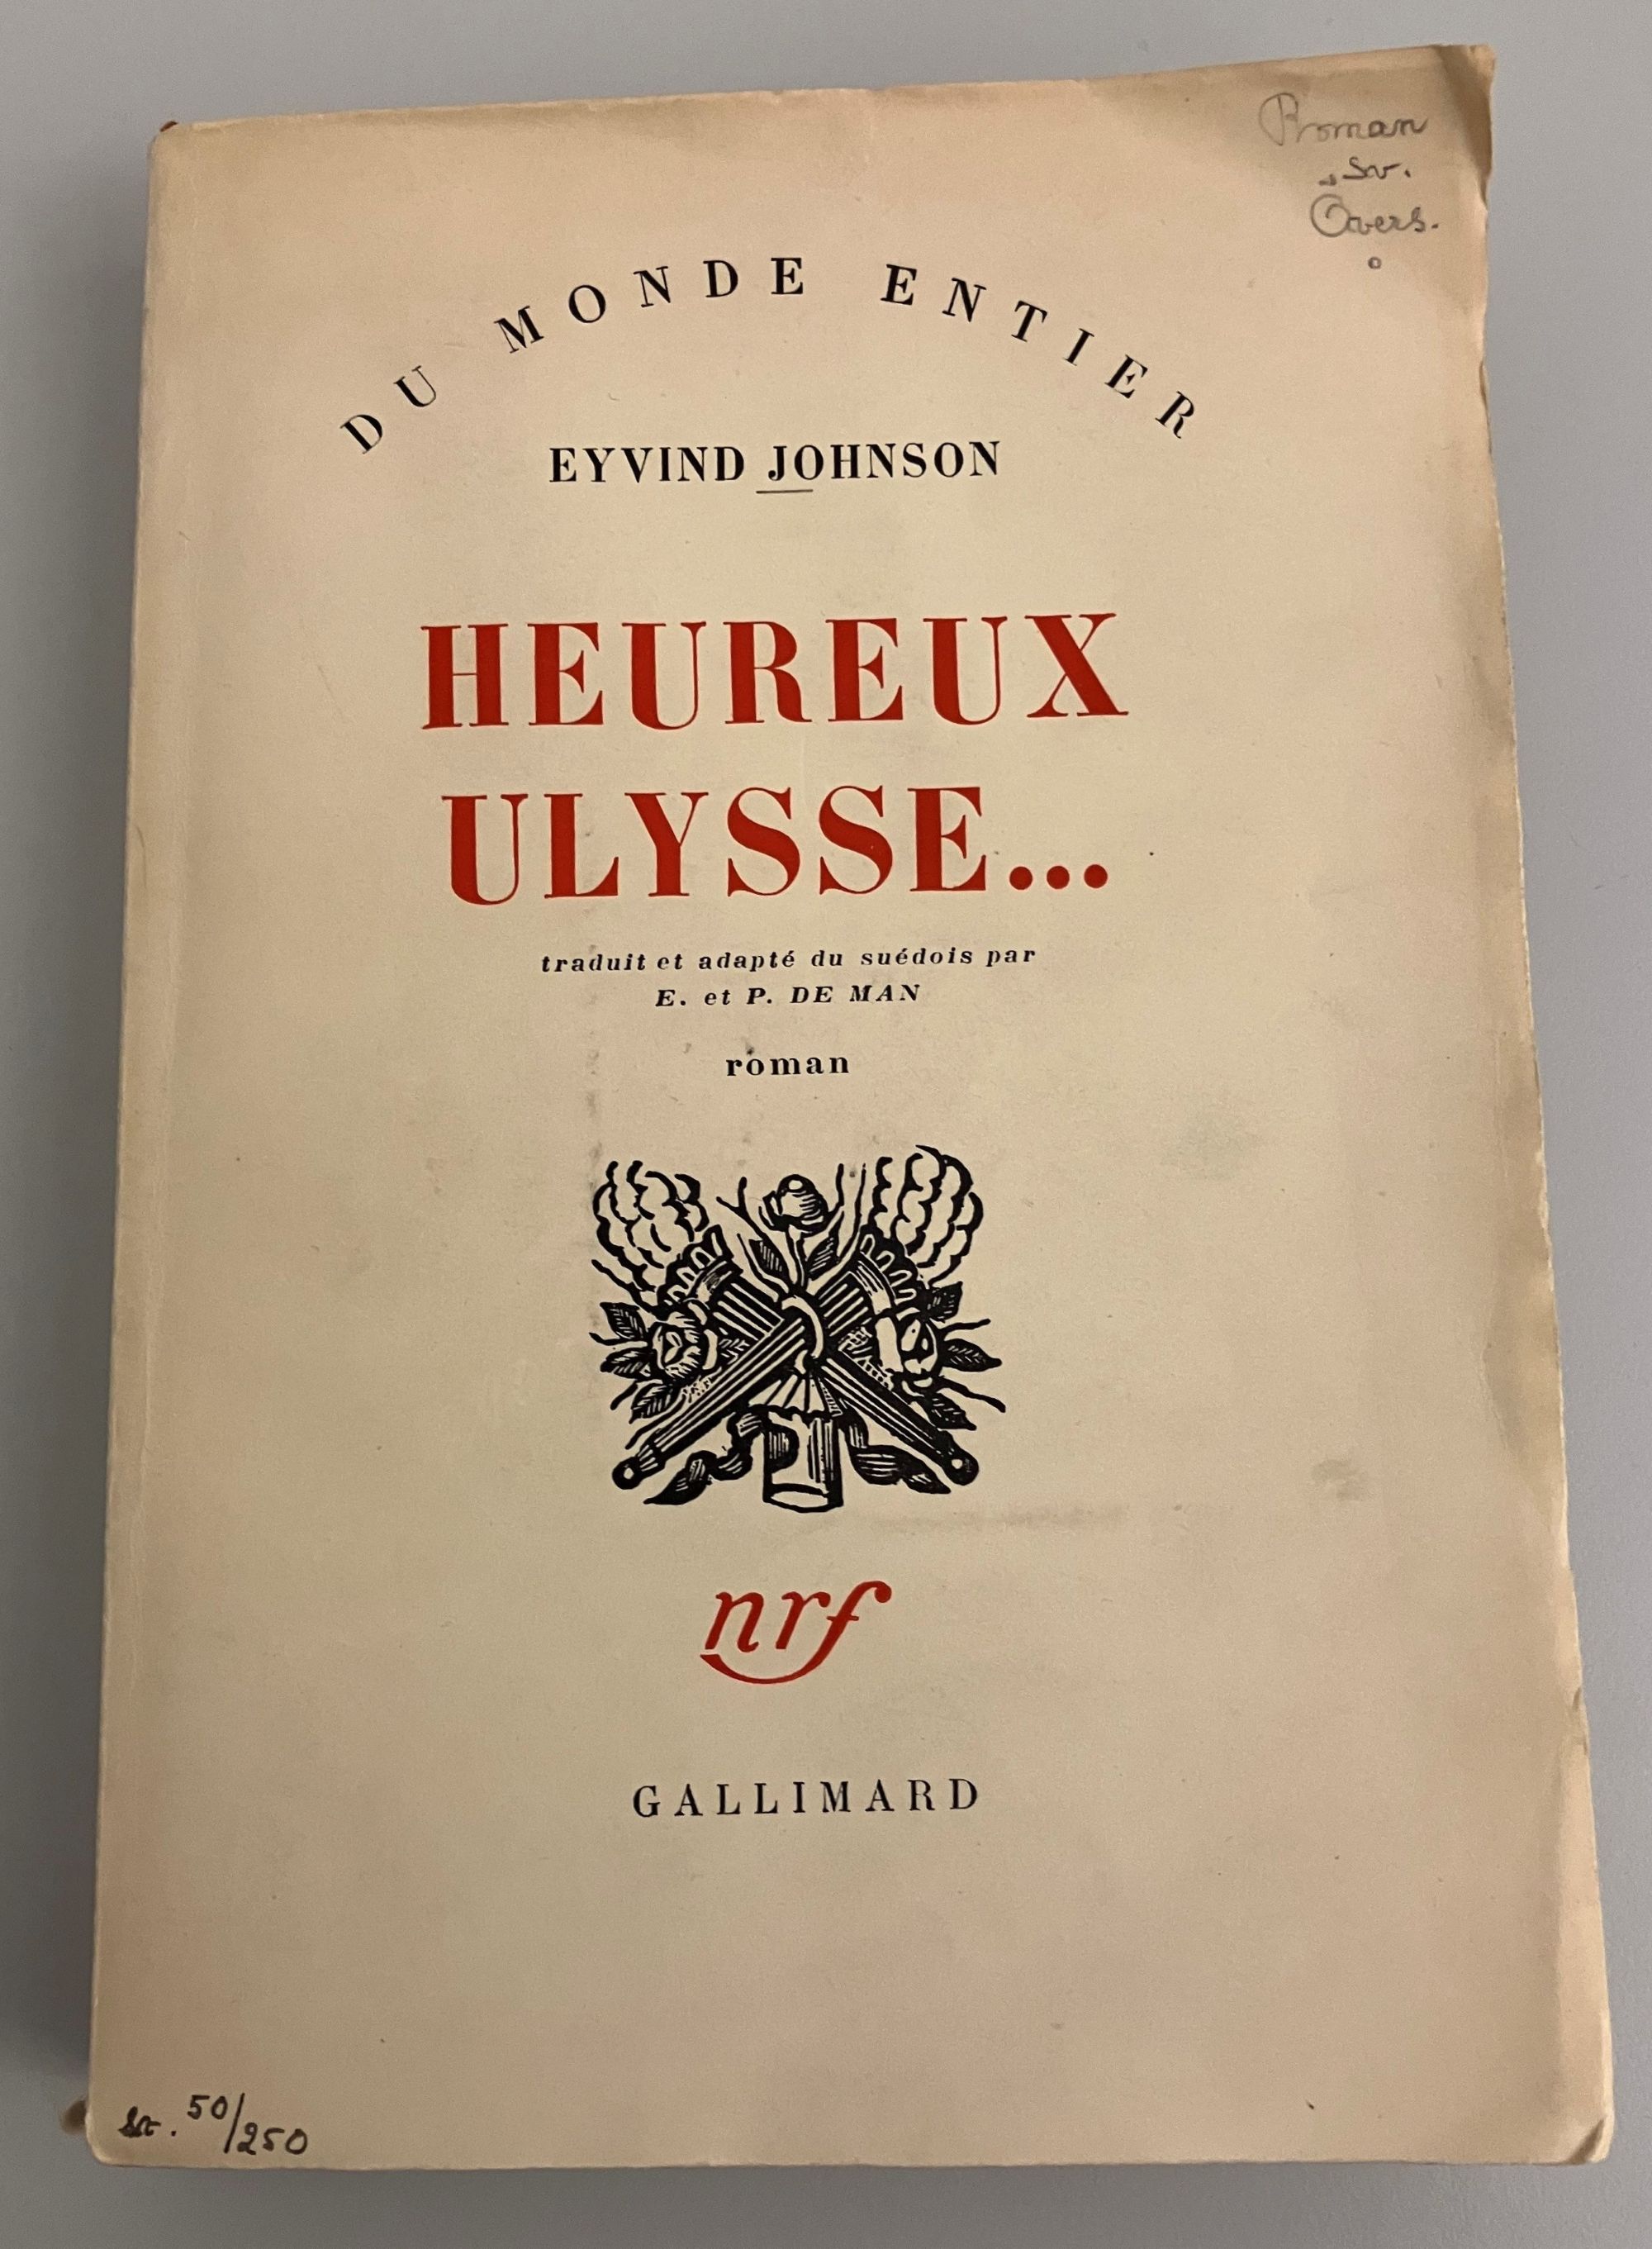 Roman
Sv.
Övers.
DU MONDE ENTIER
EYVIND JOHNSON
HEUREUX
ULYSSE...
traduit et adapté du suédois par
E. et P. DE MAN
roman
nrf
GALLIMARD
50/250